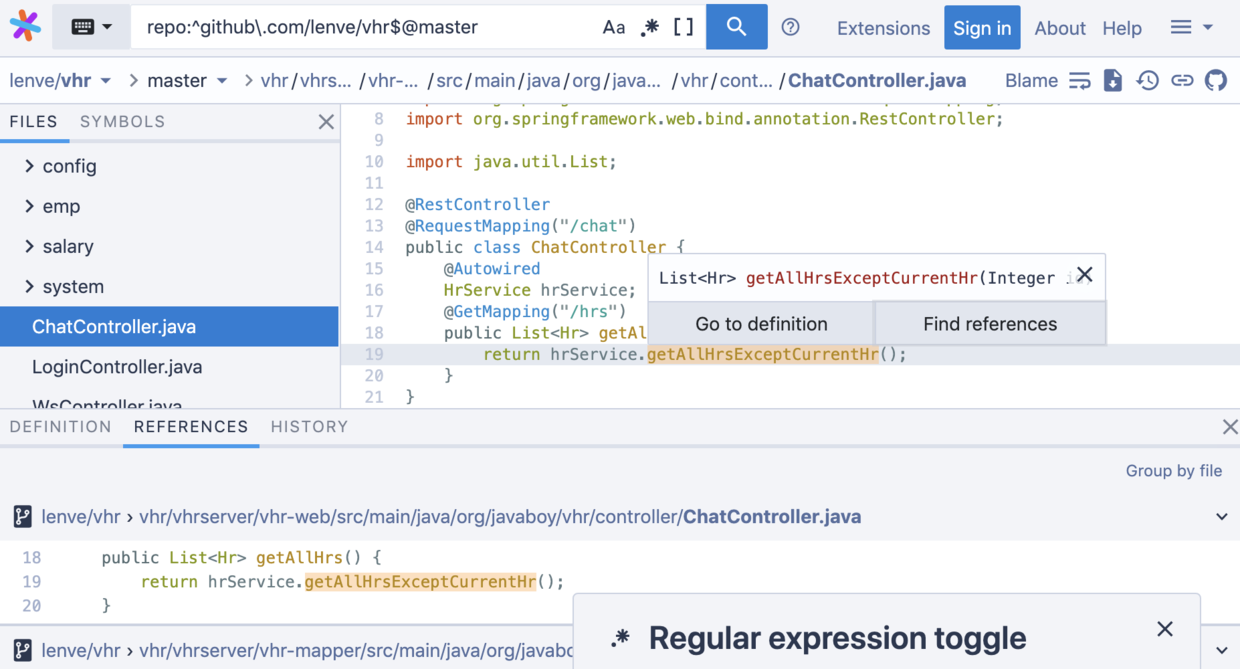 repo:^github\.com/lenve/vhr$@master Aa .* [] Extensions Sign in About Help
lenve/vhr > master > vhr/vhrs... /vhr-... /src/main/java/org/java... /vhr/cont... /ChatController.java Blame
FILES SYMBOLS
config
emp
salary
system
ChatController.java
LoginController.java
WsController.java
8 import org.springframework.web.bind.annotation.RestController;
9
10 import java.util.List;
11
12 @RestController
13 @RequestMapping("/chat")
14 public class ChatController {
15 @Autowired
16 HrService hrService;
17 @GetMapping("/hrs")
18 public List<Hr> getAl
19 return hrService.getAllHrsExceptCurrentHr();
20 }
21 }
List<Hr> getAllHrsExceptCurrentHr(Integer
Go to definition Find references
DEFINITION REFERENCES HISTORY
Group by file
lenve/vhr › vhr/vhrserver/vhr-web/src/main/java/org/javaboy/vhr/controller/ChatController.java
18 public List<Hr> getAllHrs() {
19 return hrService.getAllHrsExceptCurrentHr();
20 }
lenve/vhr › vhr/vhrserver/vhr-mapper/src/main/java/org/javabo
.* Regular expression toggle